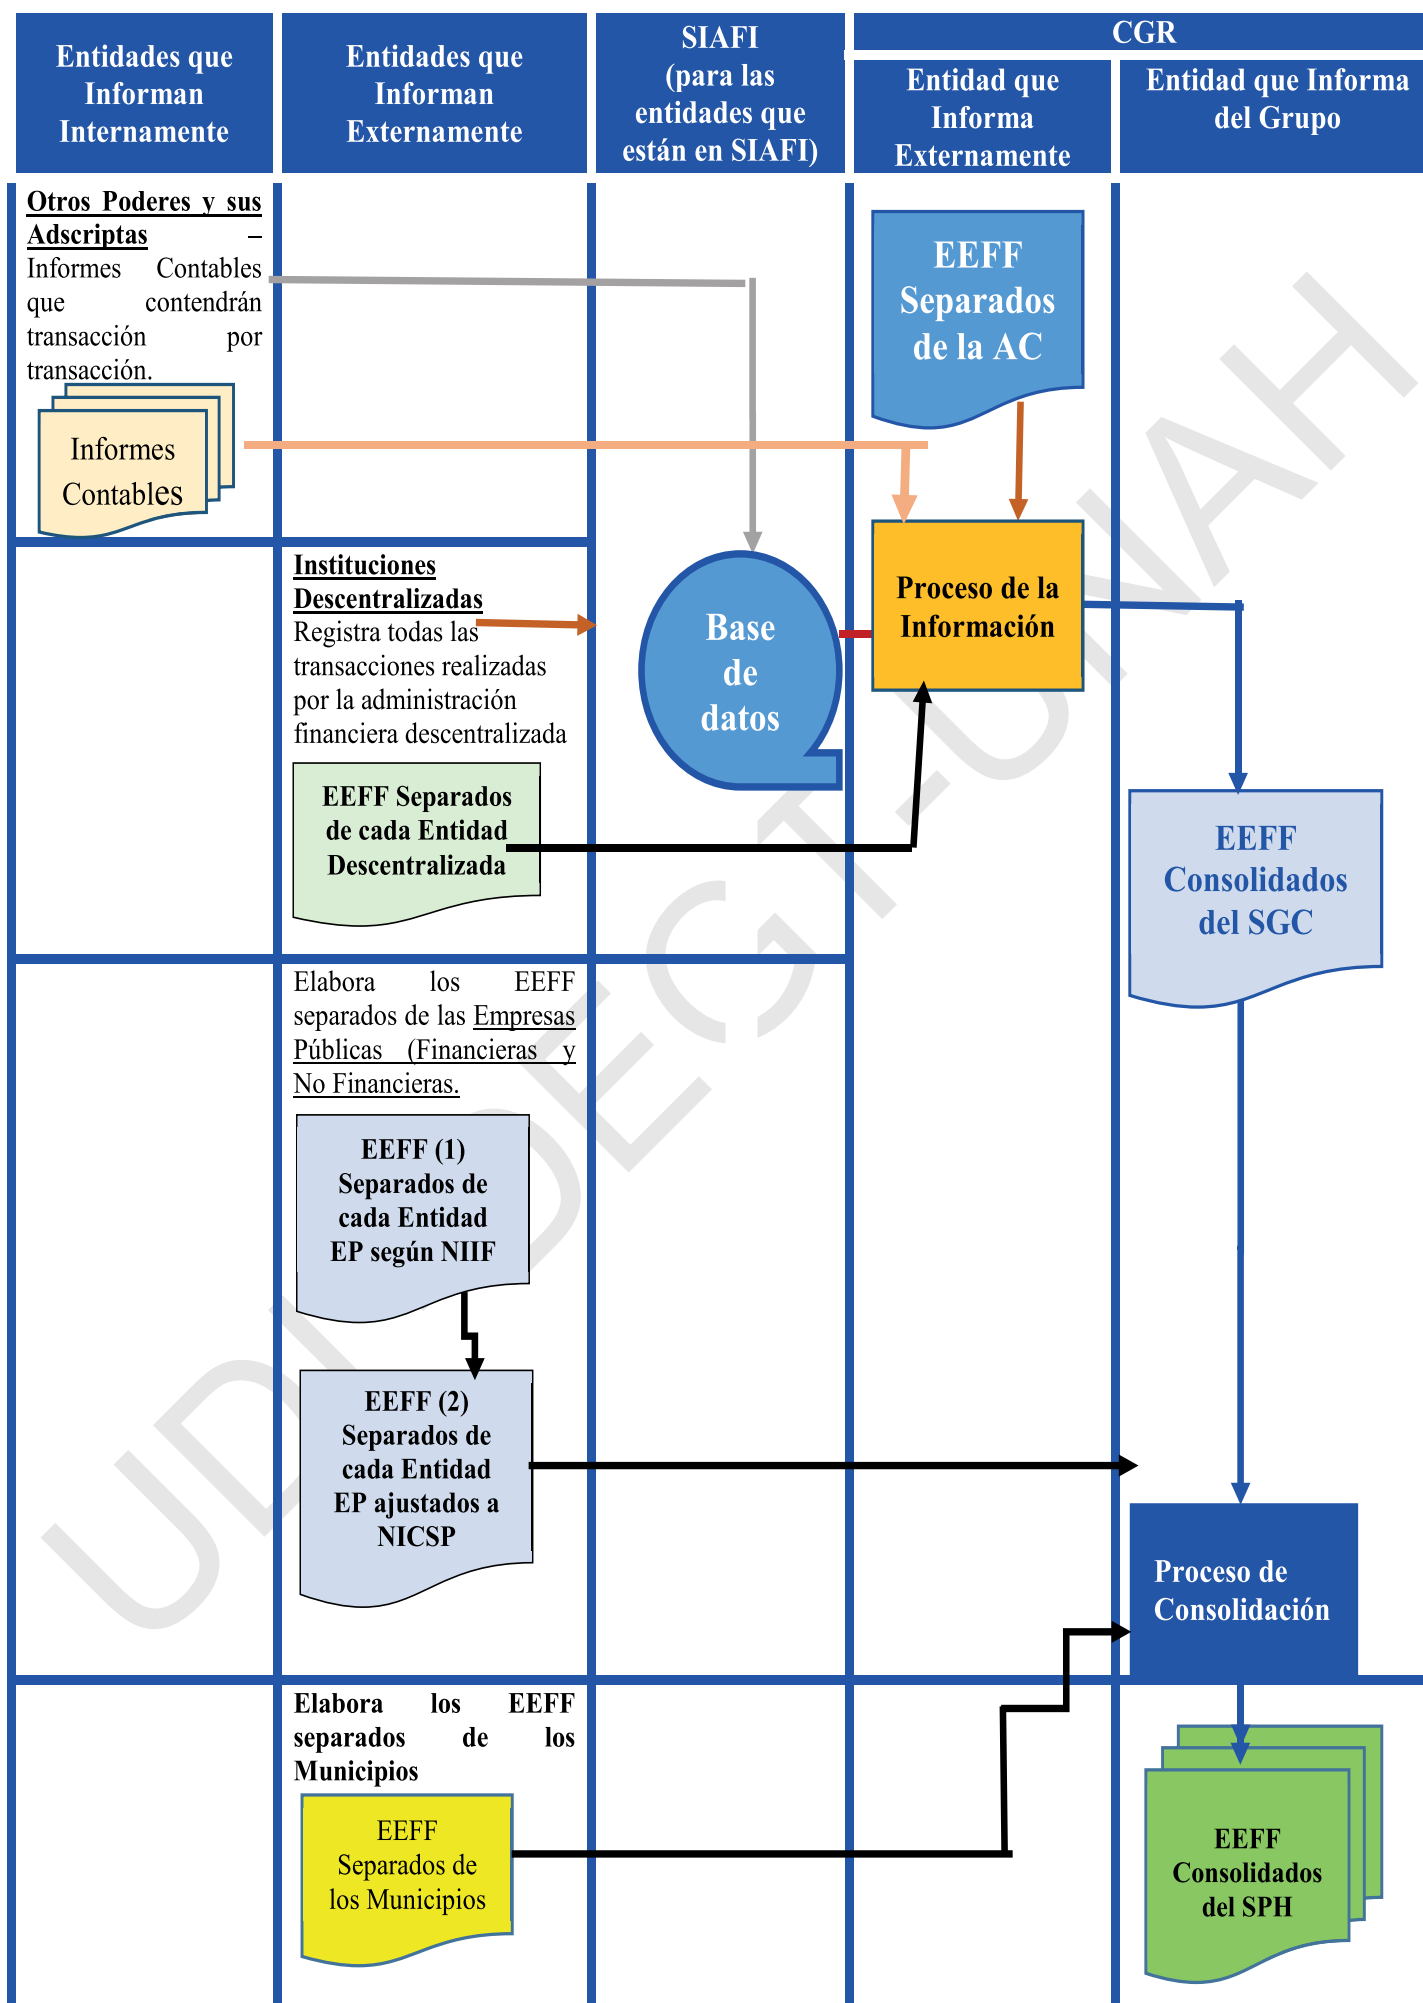 Entidades que
Informan
Internamente
Entidades que
Informan
Externamente
SIAFI
(para las
entidades que
están en SIAFI)
CGR
Entidad que
Informa
Externamente
Entidad que Informa
del Grupo
Otros Poderes y sus
Adscriptas –
Informes Contables
que contendrán
transacción por
transacción.
Informes
Contables
EEFF
Separados
de la AC
Instituciones
Descentralizadas
Registra todas las
transacciones realizadas
por la administración
financiera descentralizada
Base
de
datos
Proceso de la
Información
EEFF Separados
de cada Entidad
Descentralizada
EEFF
Consolidados
del SGC
Elabora los EEFF
separados de las Empresas
Públicas (Financieras y
No Financieras.
EEFF (1)
Separados de
cada Entidad
EP según NIIF
EEFF (2)
Separados de
cada Entidad
EP ajustados a
NICSP
Proceso de
Consolidación
Elabora los EEFF
separados de los
Municipios
EEFF
Separados de
los Municipios
EEFF
Consolidados
del SPH